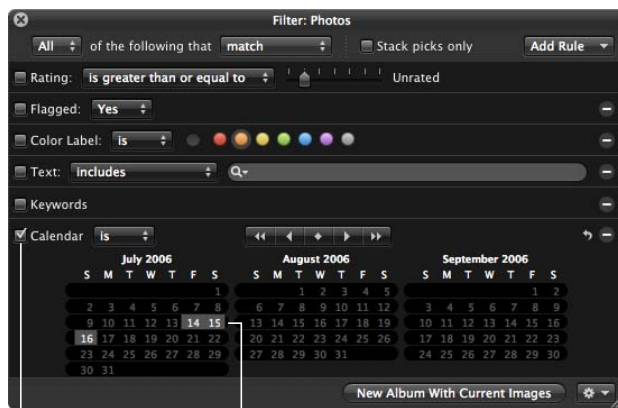 Filter: Photos
All of the following that match Stack picks only Add Rule
Rating: is greater than or equal to Unrated
Flagged: Yes
Color Label: is
Text: includes
Keywords
Calendar is
July 2006 August 2006 September 2006
S M T W T F S S M T W T F S S M T W T F S
1 1 2 3 4 5 1 2
2 3 4 5 6 7 8 6 7 8 9 10 11 12 3 4 5 6 7 8 9
9 10 11 12 13 14 15 13 14 15 16 17 18 19 10 11 12 13 14 15 16
16 17 18 19 20 21 22 20 21 22 23 24 25 26 17 18 19 20 21 22 23
23 24 25 26 27 28 29 27 28 29 30 31 24 25 26 27 28 29 30
30 31
New Album With Current Images